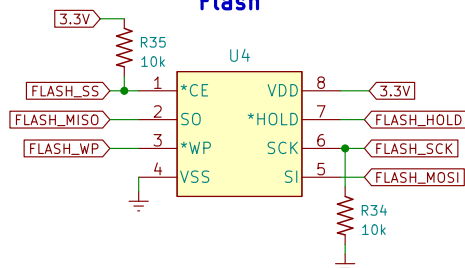 Flash
3.3V
R35
10k
U4
FLASH_SS
1
*CE
VDD
8
3.3V
FLASH_MISO
2
SO
*HOLD
7
FLASH_HOLD
FLASH_WP
3
*WP
SCK
6
FLASH_SCK
4
VSS
SI
5
FLASH_MOSI
R34
10k